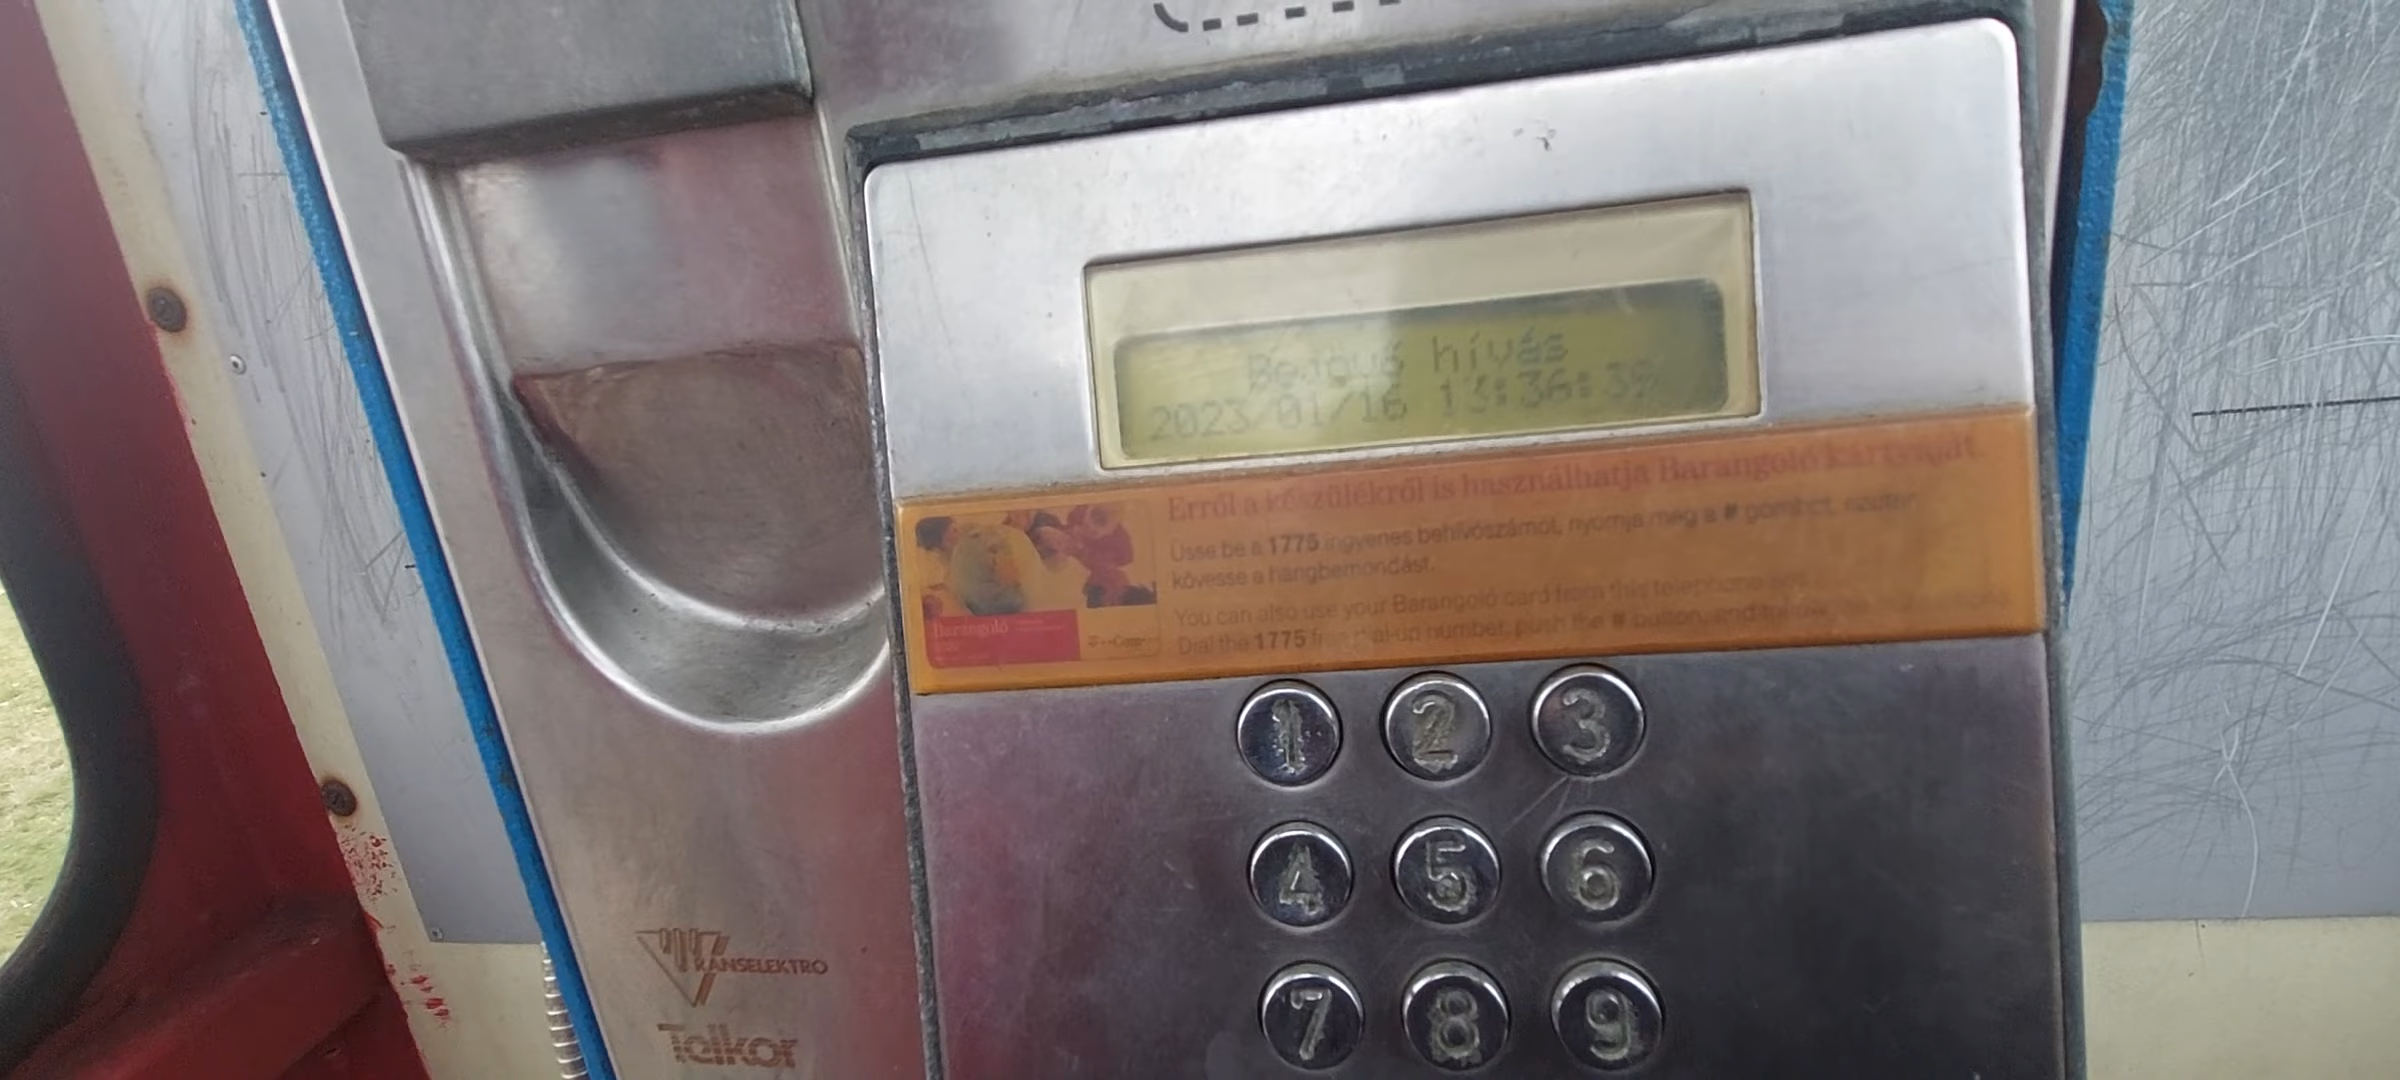 Bejövő hívás
2023/01/16 13:36:3
Erről a készülékről is használhatja Barangoló kártyáját.
Üsse be a 1775 ingyenes behívószámot, nyomja meg a # gombot, ezután
kövesse a hangbemondást.
You can also use your Barangoló card from this telephone
Dial the 1775 free dial-up number, push the # button, and follow the
Barangoló
T··Com
1 2 3
4 5 6
7 8 9
TRANSELEKTRO
Talkor